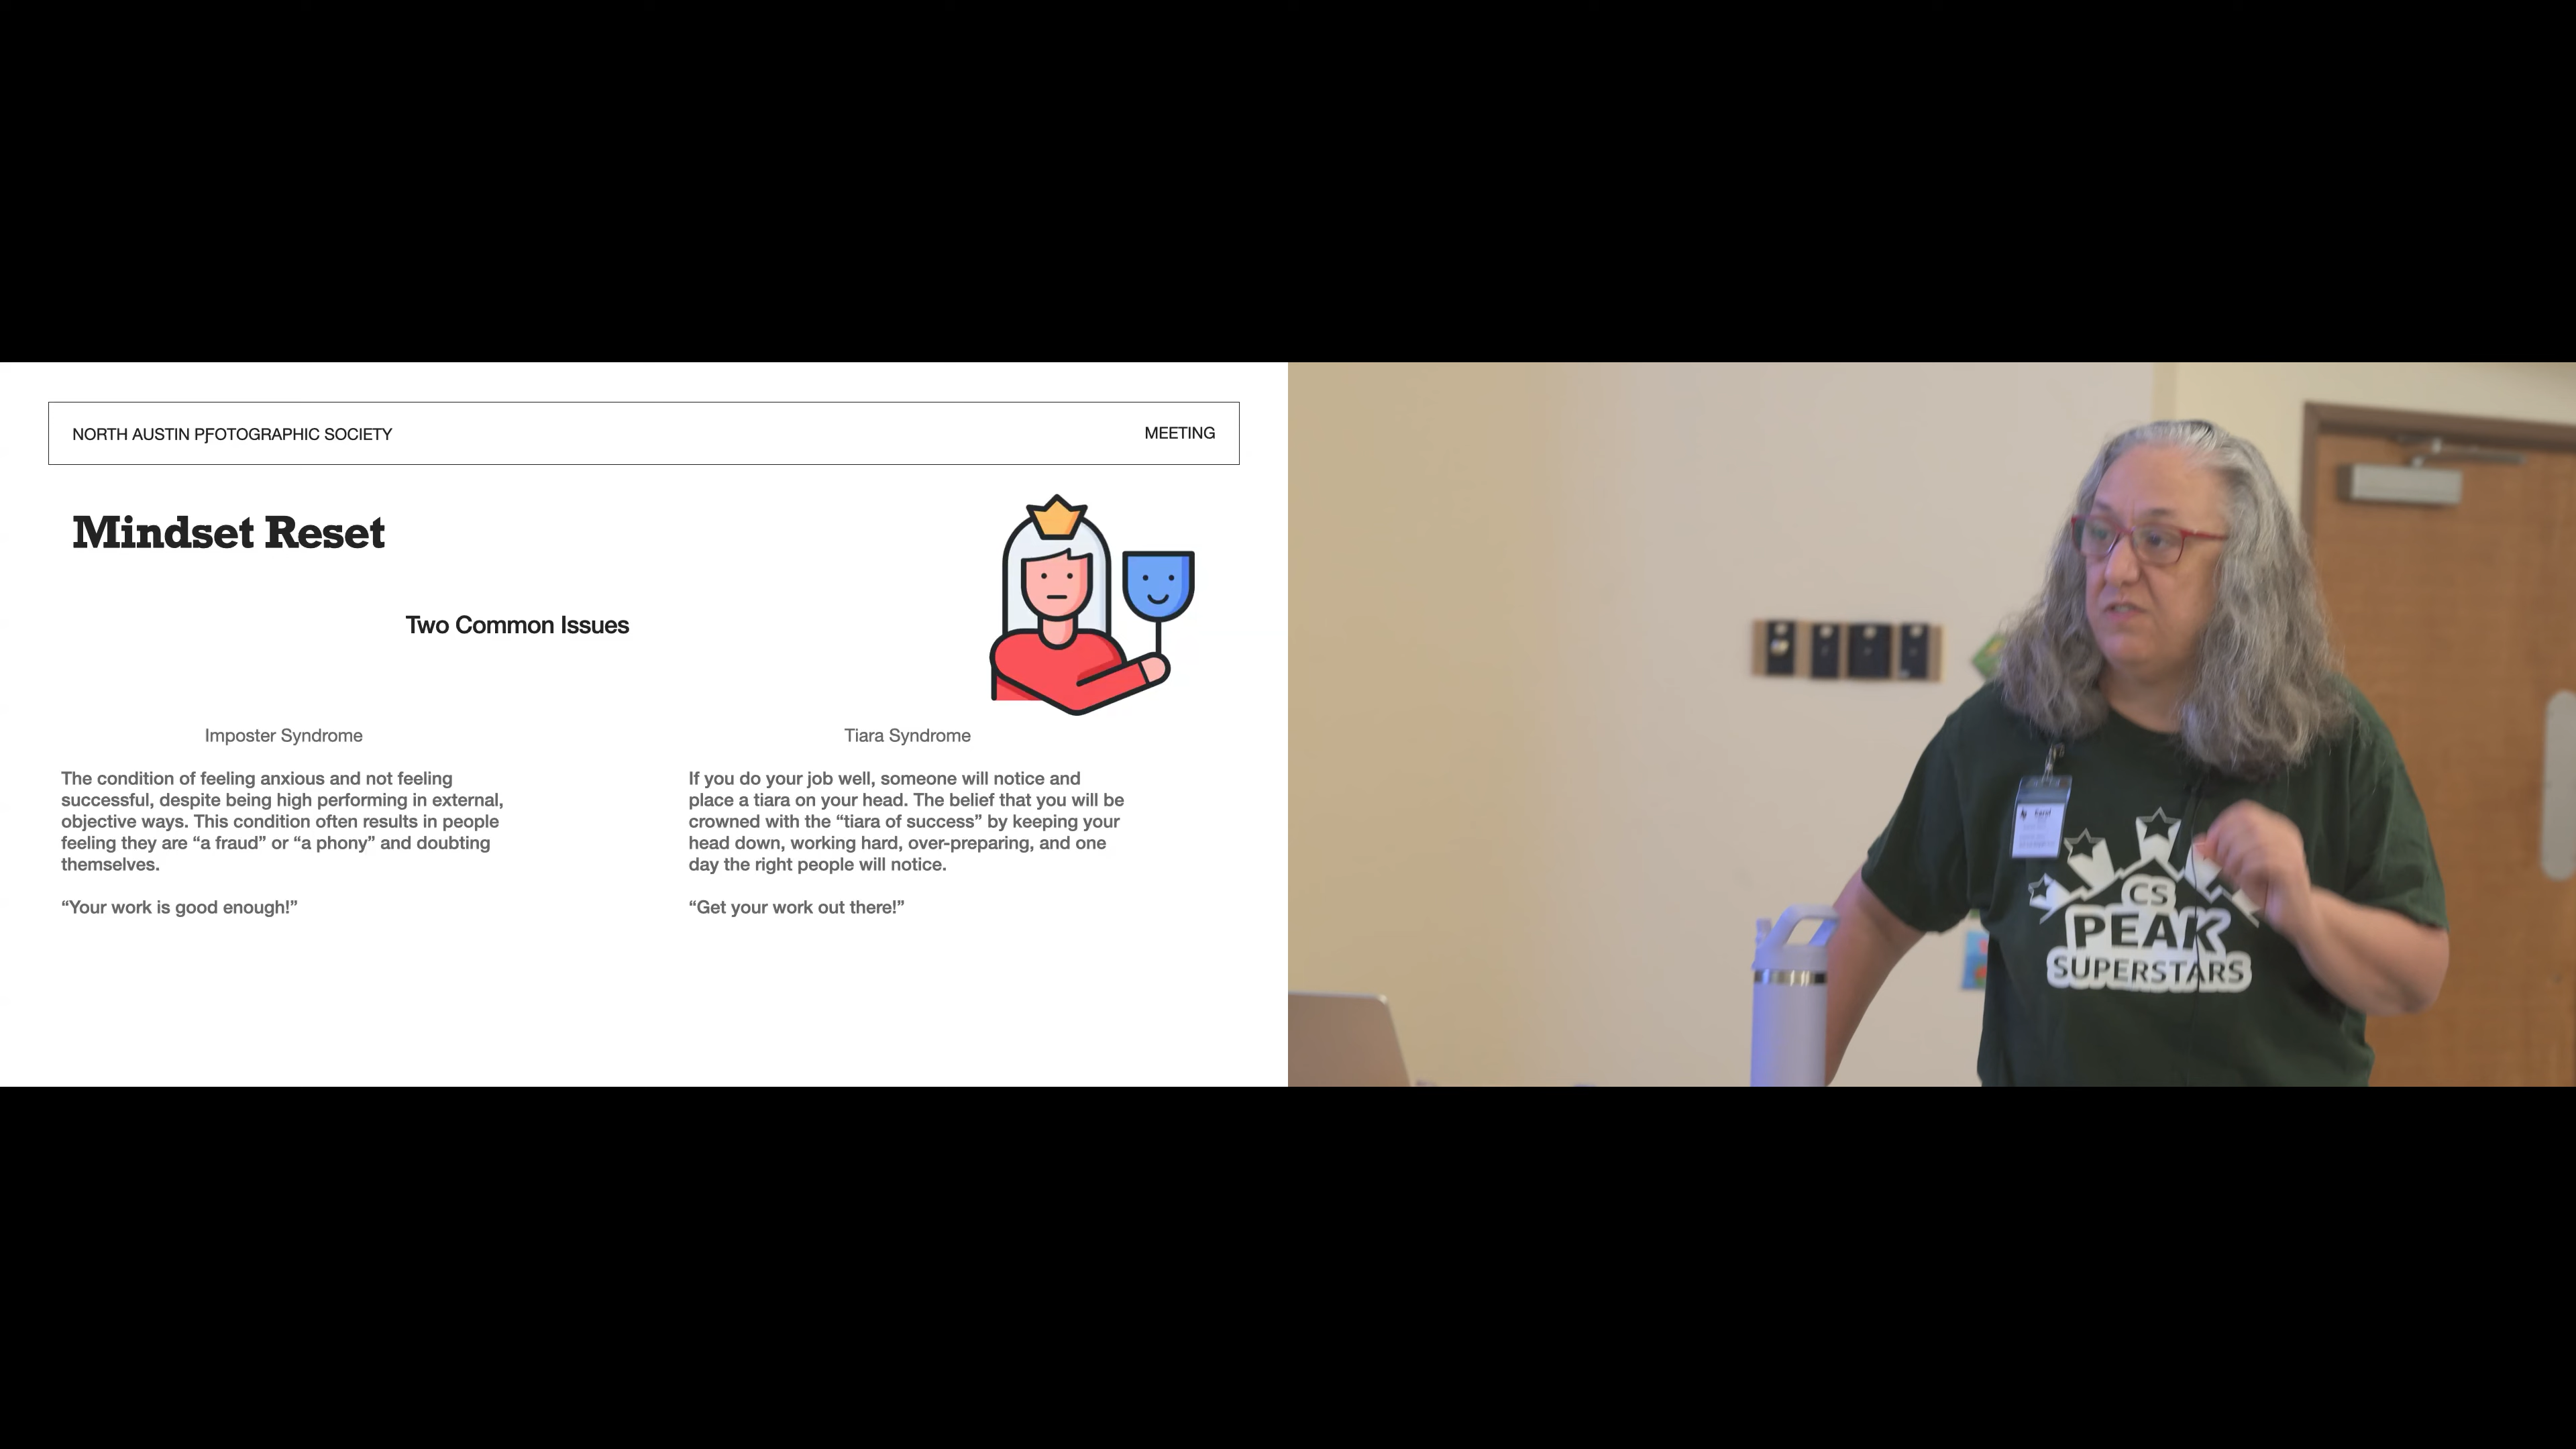 NORTH AUSTIN PƒOTOGRAPHIC SOCIETY
MEETING
Mindset Reset
Two Common Issues
Imposter Syndrome
The condition of feeling anxious and not feeling
successful, despite being high performing in external,
objective ways. This condition often results in people
feeling they are “a fraud” or “a phony” and doubting
themselves.
“Your work is good enough!”
Tiara Syndrome
If you do your job well, someone will notice and
place a tiara on your head. The belief that you will be
crowned with the “tiara of success” by keeping your
head down, working hard, over-preparing, and one
day the right people will notice.
“Get your work out there!”
CS
PEAK
SUPERSTARS